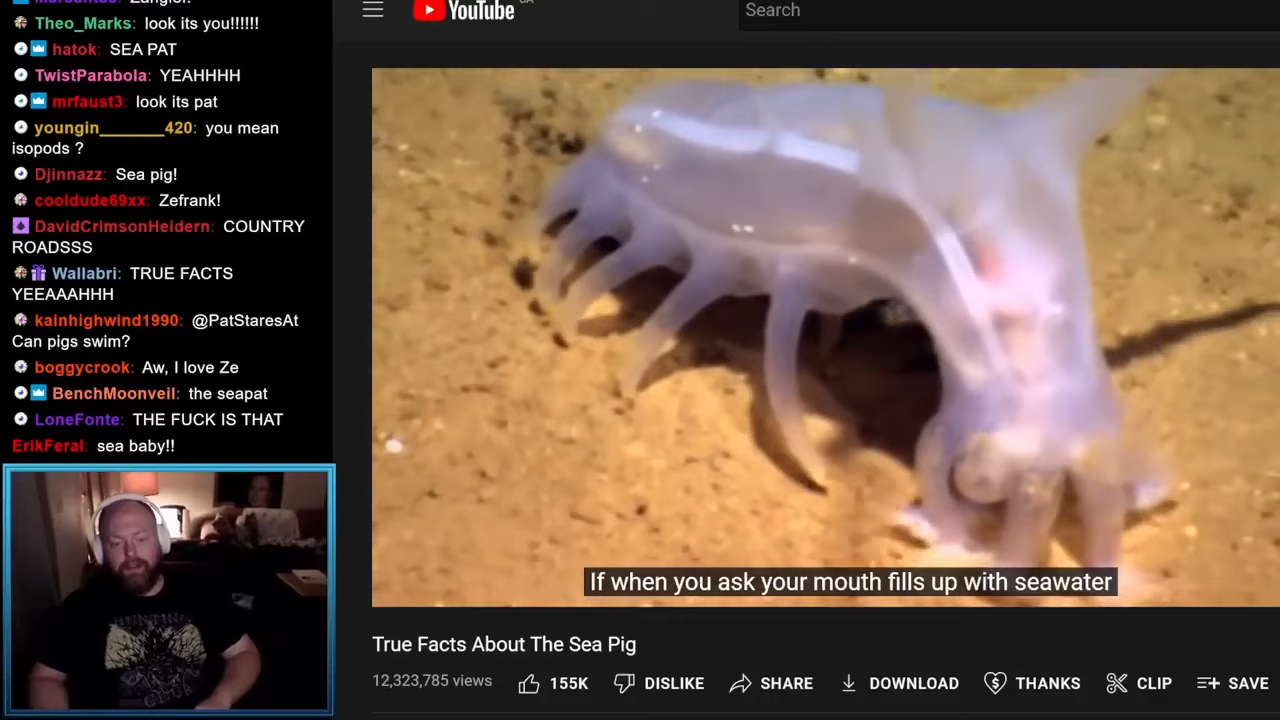 Theo_Marks: look its you!!!!!!
hatok: SEA PAT
TwistParabola: YEAHHHH
mrfaust3: look its pat
youngin_______420: you mean
isopods ?
Djinnazz: Sea pig!
cooldude69xx: Zefrank!
DavidCrimsonHeidern: COUNTRY
ROADSSS
Wallabri: TRUE FACTS
YEEAAAHHH
kainhighwind1990: @PatStaresAt
Can pigs swim?
boggycrook: Aw, I love Ze
BenchMoonveil: the seapat
LoneFonte: THE FUCK IS THAT
ErikFeral: sea baby!!
HUNTING
CLUB
YouTube
Search
If when you ask your mouth fills up with seawater
True Facts About The Sea Pig
12,323,785 views
155K
DISLIKE
SHARE
DOWNLOAD
THANKS
CLIP
SAVE